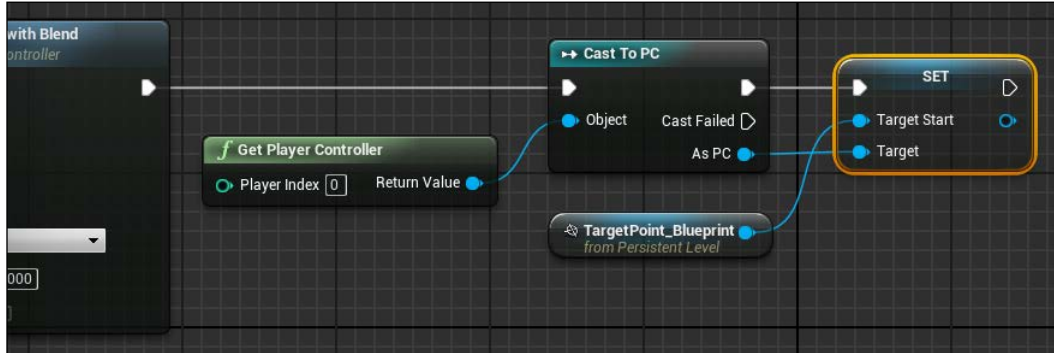 with Blend
ontroller
000
f Get Player Controller
Player Index 0 Return Value
Cast To PC
Object Cast Failed
As PC
TargetPoint_Blueprint
from Persistent Level
SET
Target Start
Target